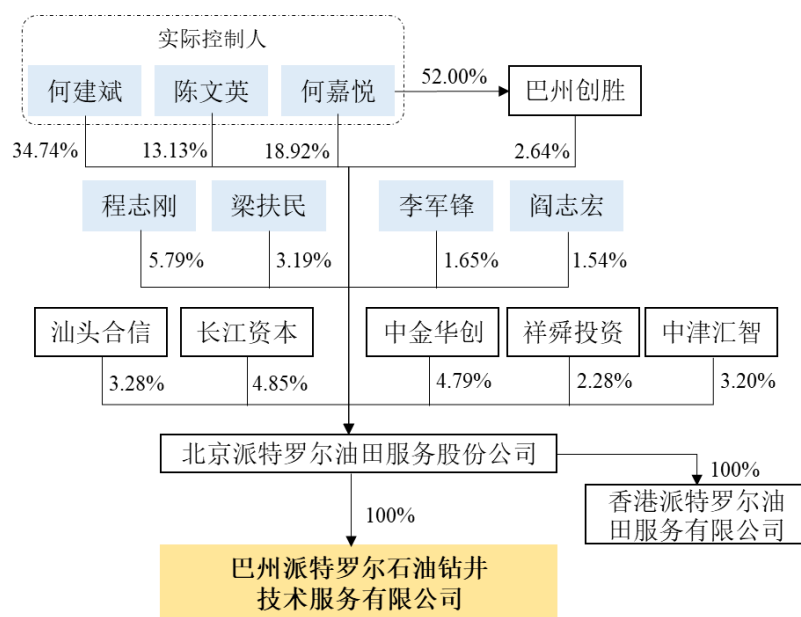 实际控制人
何建斌
陈文英
何嘉悦
52.00%
巴州创胜
34.74%
13.13%
18.92%
2.64%
程志刚
梁扶民
李军锋
阎志宏
5.79%
3.19%
1.65%
1.54%
汕头合信
长江资本
中金华创
祥舜投资
中津汇智
3.28%
4.85%
4.79%
2.28%
3.20%
北京派特罗尔油田服务股份公司
100%
香港派特罗尔油
田服务有限公司
100%
巴州派特罗尔石油钻井
技术服务有限公司